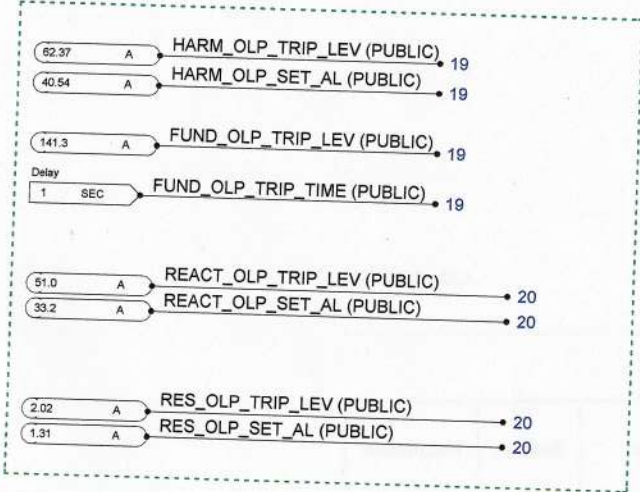 62.37 A HARM_OLP_TRIP_LEV (PUBLIC) 19
40.54 A HARM_OLP_SET_AL (PUBLIC) 19
141.3 A FUND_OLP_TRIP_LEV (PUBLIC) 19
Delay
1 SEC FUND_OLP_TRIP_TIME (PUBLIC) 19
51.0 A REACT_OLP_TRIP_LEV (PUBLIC) 20
33.2 A REACT_OLP_SET_AL (PUBLIC) 20
2.02 A RES_OLP_TRIP_LEV (PUBLIC) 20
1.31 A RES_OLP_SET_AL (PUBLIC) 20